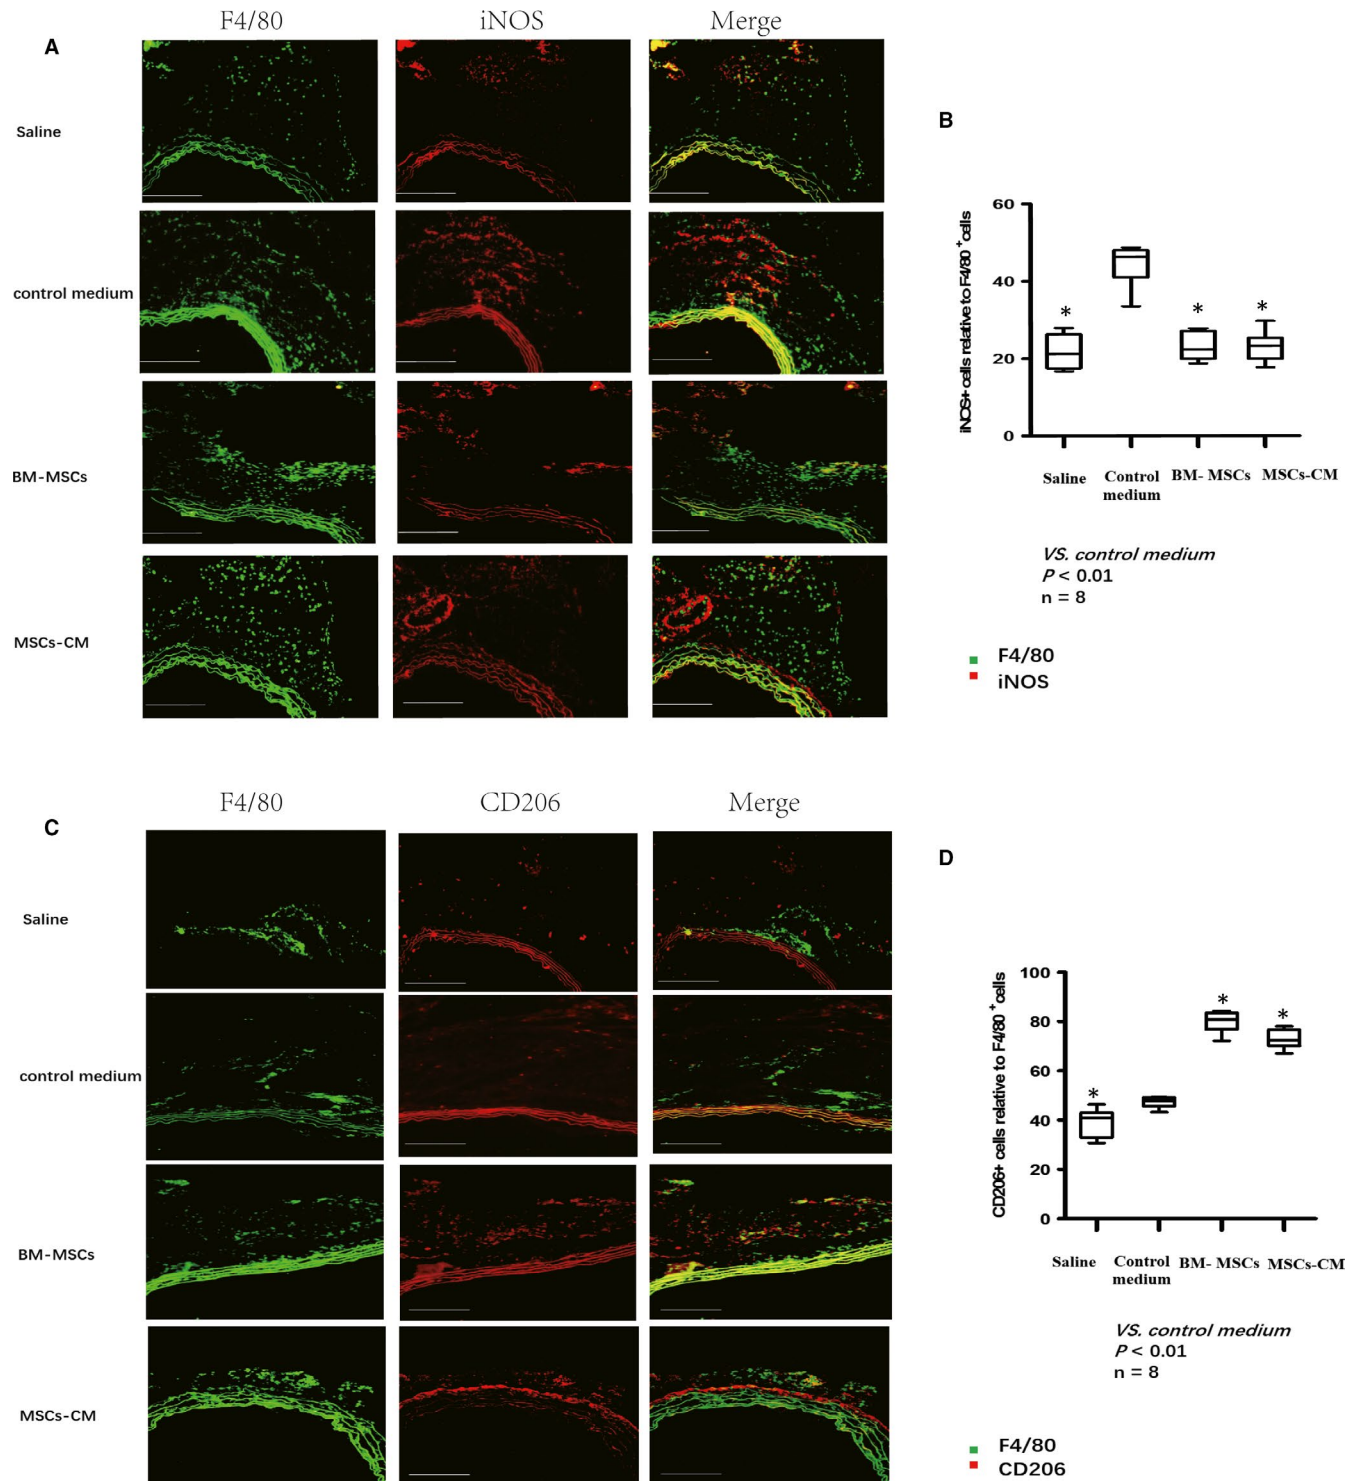 F4/80 iNOS Merge
A
Saline
control medium
BM-MSCs
MSCs-CM
B
iNOS+ cells relative to F4/80 +cells
60
40
20
0
* * *
Saline Control medium BM- MSCs MSCs-CM
VS. control medium
P < 0.01
n = 8
F4/80
iNOS
F4/80 CD206 Merge
C
Saline
control medium
BM-MSCs
MSCs-CM
D
CD206+ cells relative to F4/80 +cells
100
80
60
40
20
0
* * *
Saline Control medium BM- MSCs MSCs-CM
VS. control medium
P < 0.01
n = 8
F4/80
CD206